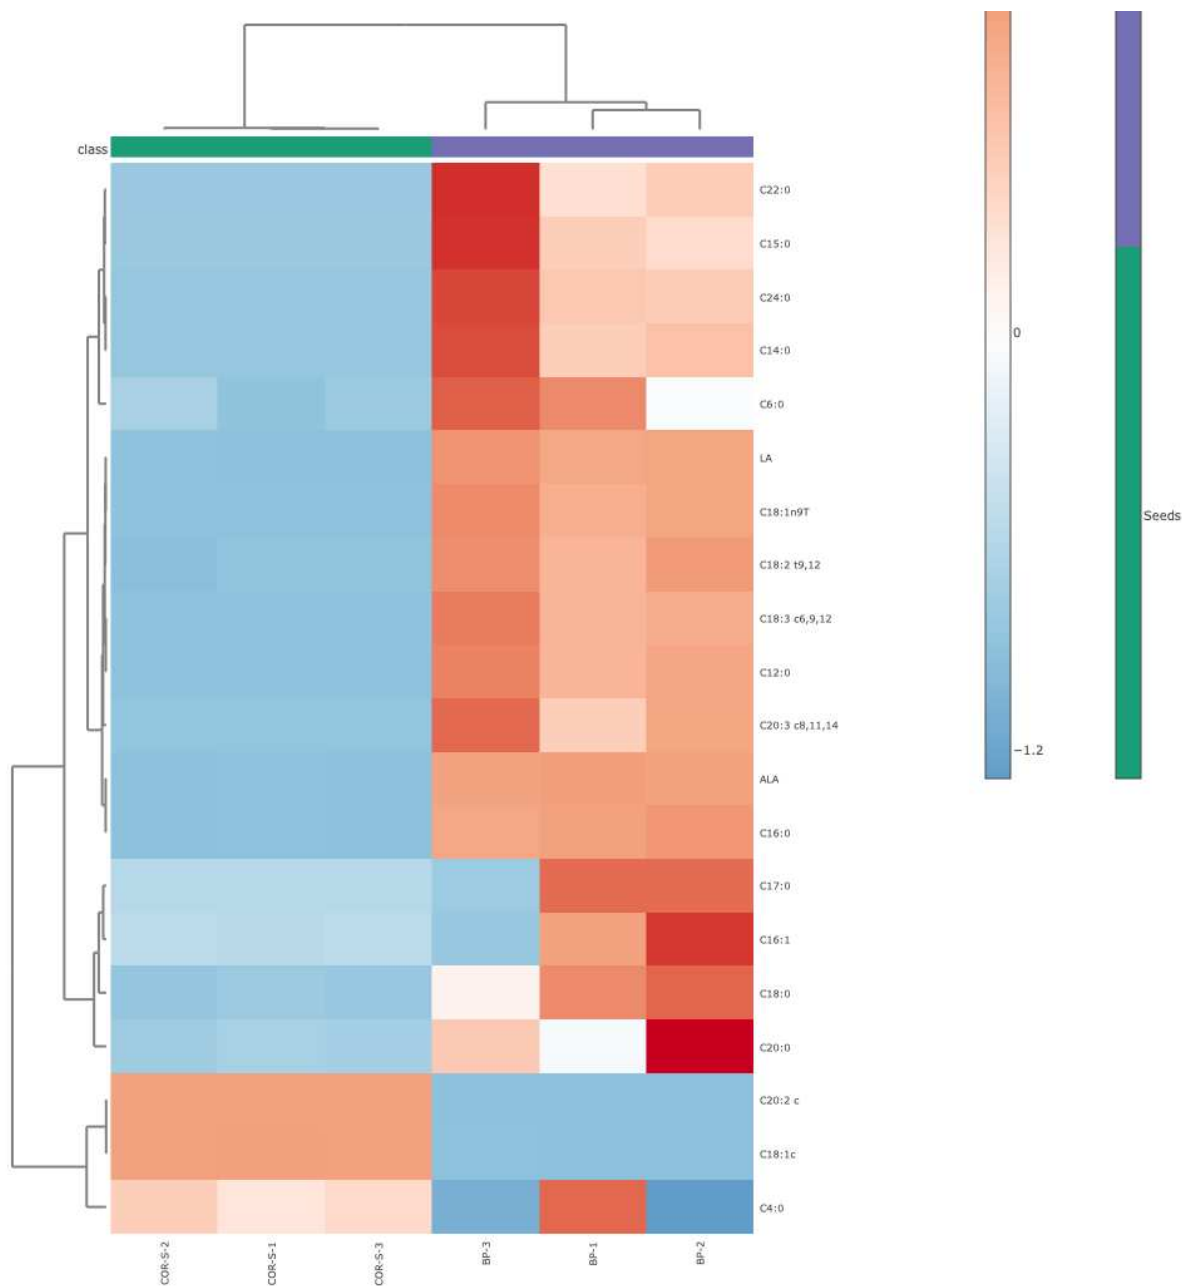 class
C22:0
C15:0
C24:0
C14:0
C6:0
LA
C18:1n9T
C18:2 t9,12
C18:3 c6,9,12
C12:0
C20:3 c8,11,14
ALA
C16:0
C17:0
C16:1
C18:0
C20:0
C20:2 c
C18:1c
C4:0
COR-S-2
COR-S-1
COR-S-3
BP-3
BP-1
BP-2
0
−1.2
Seeds